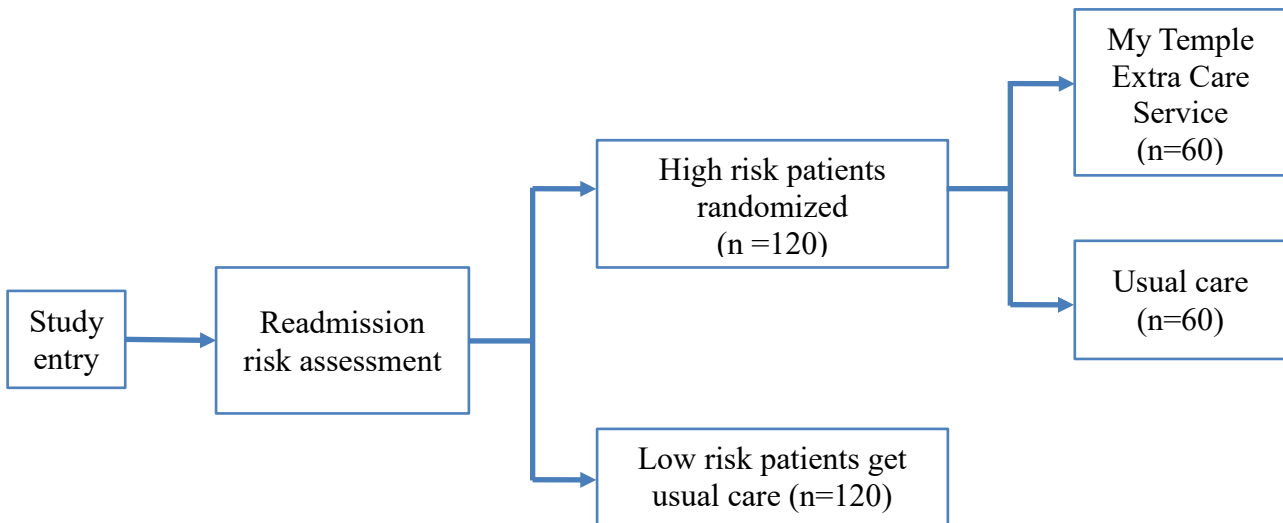 Study
entry
Readmission
risk assessment
High risk patients
randomized
(n =120)
Low risk patients get
usual care (n=120)
My Temple
Extra Care
Service
(n=60)
Usual care
(n=60)